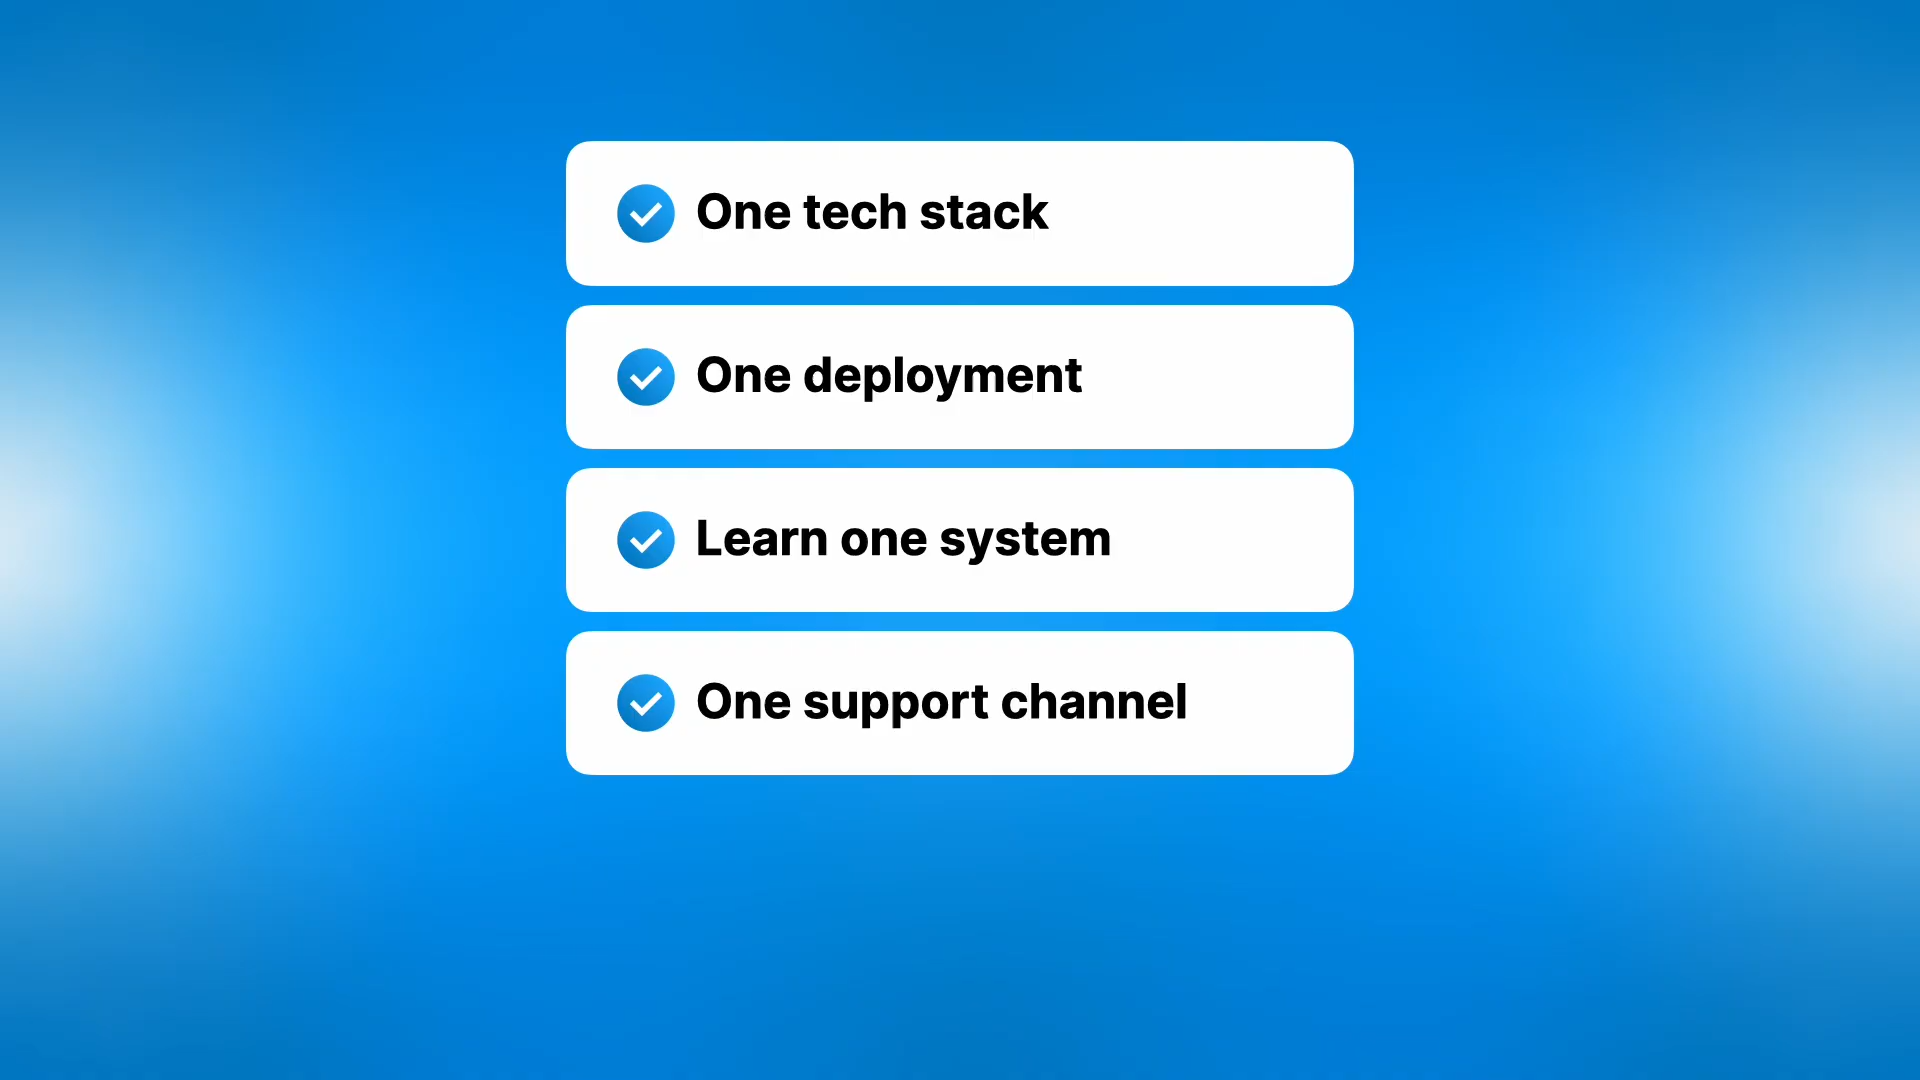 One tech stack
One deployment
Learn one system
One support channel